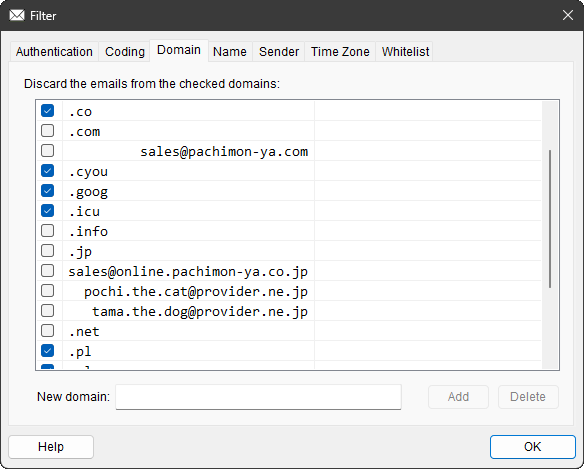 Filter
Authentication Coding Domain Name Sender Time Zone Whitelist
Discard the emails from the checked domains:
.co
.com
sales@pachimon-ya.com
.cyou
.goog
.icu
.info
.jp
sales@online.pachimon-ya.co.jp
pochi.the.cat@provider.ne.jp
tama.the.dog@provider.ne.jp
.net
.pl
New domain: Add Delete
Help OK